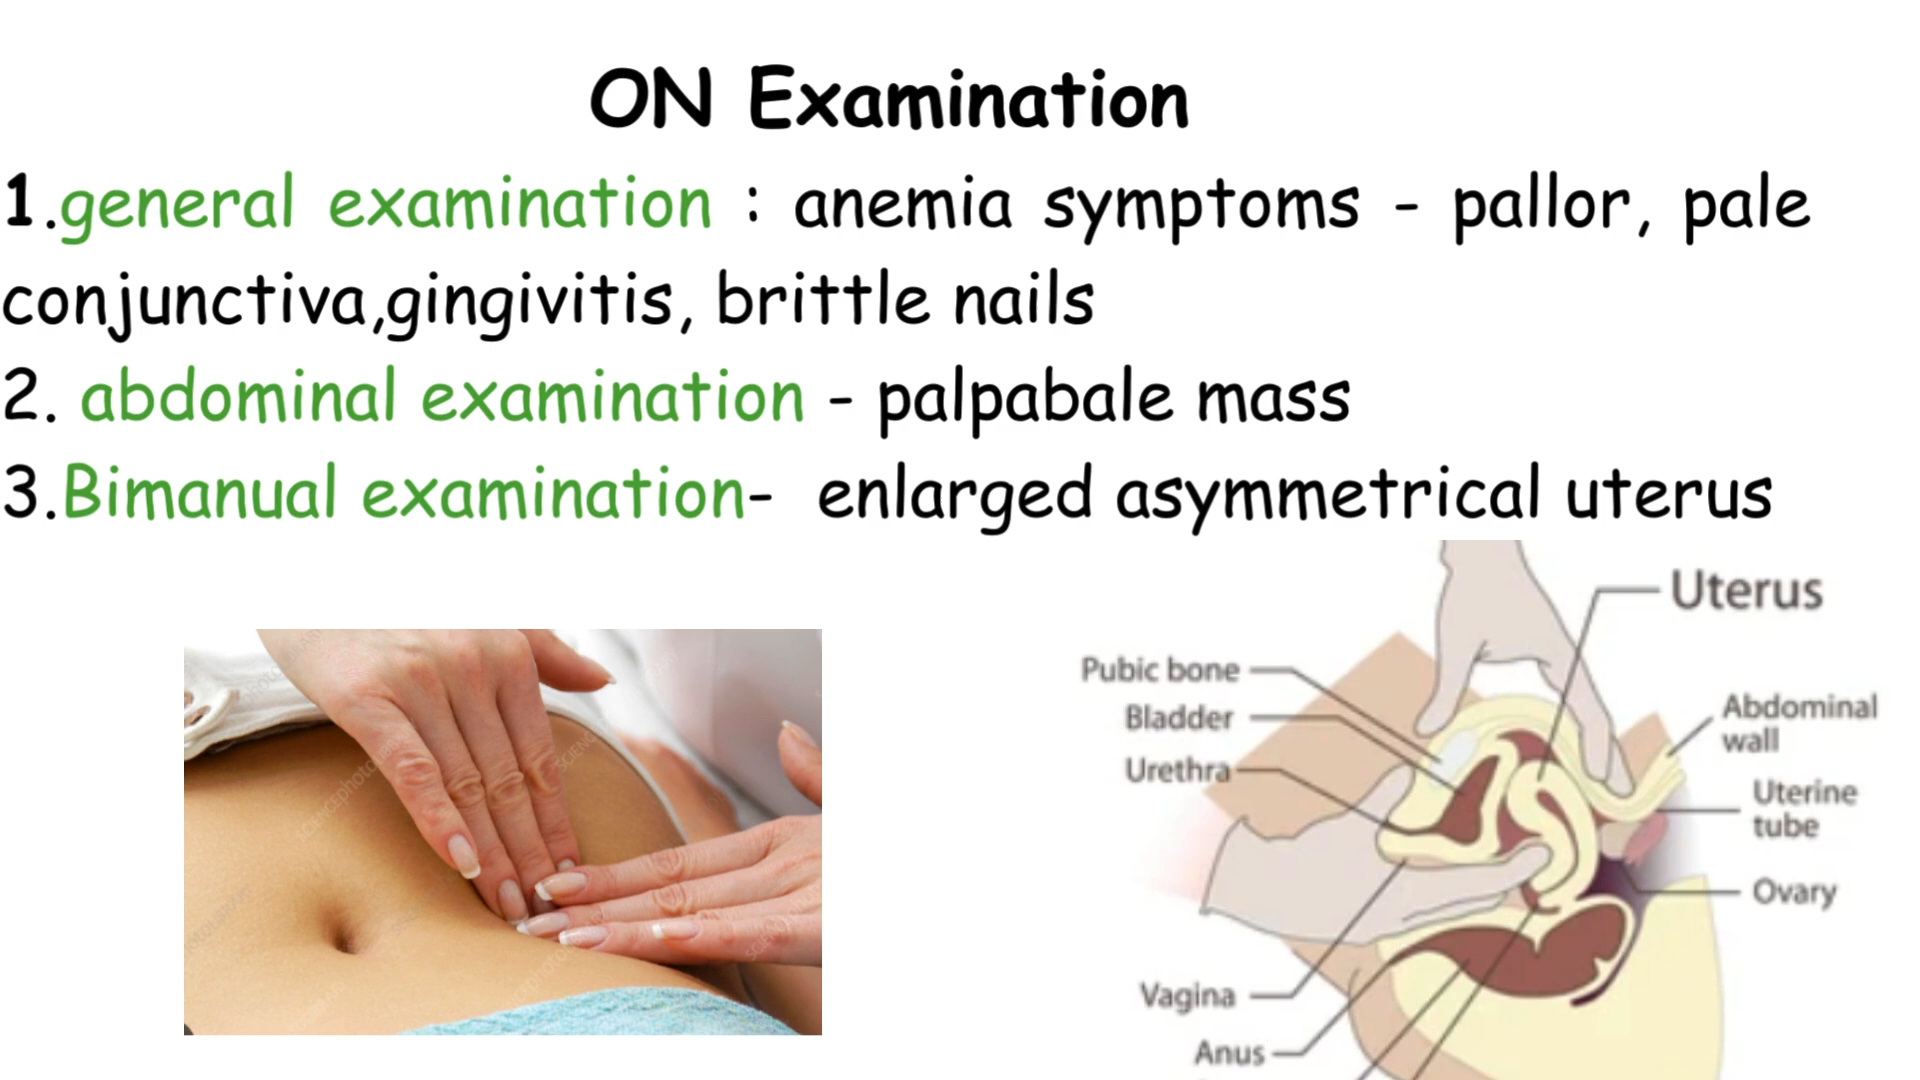 ON Examination
1.general examination : anemia symptoms - pallor, pale
conjunctiva,gingivitis, brittle nails
2. abdominal examination - palpabale mass
3.Bimanual examination- enlarged asymmetrical uterus
Uterus
Pubic bone
Bladder
Urethra
Abdominal
wall
Uterine
tube
Ovary
Vagina
Anus